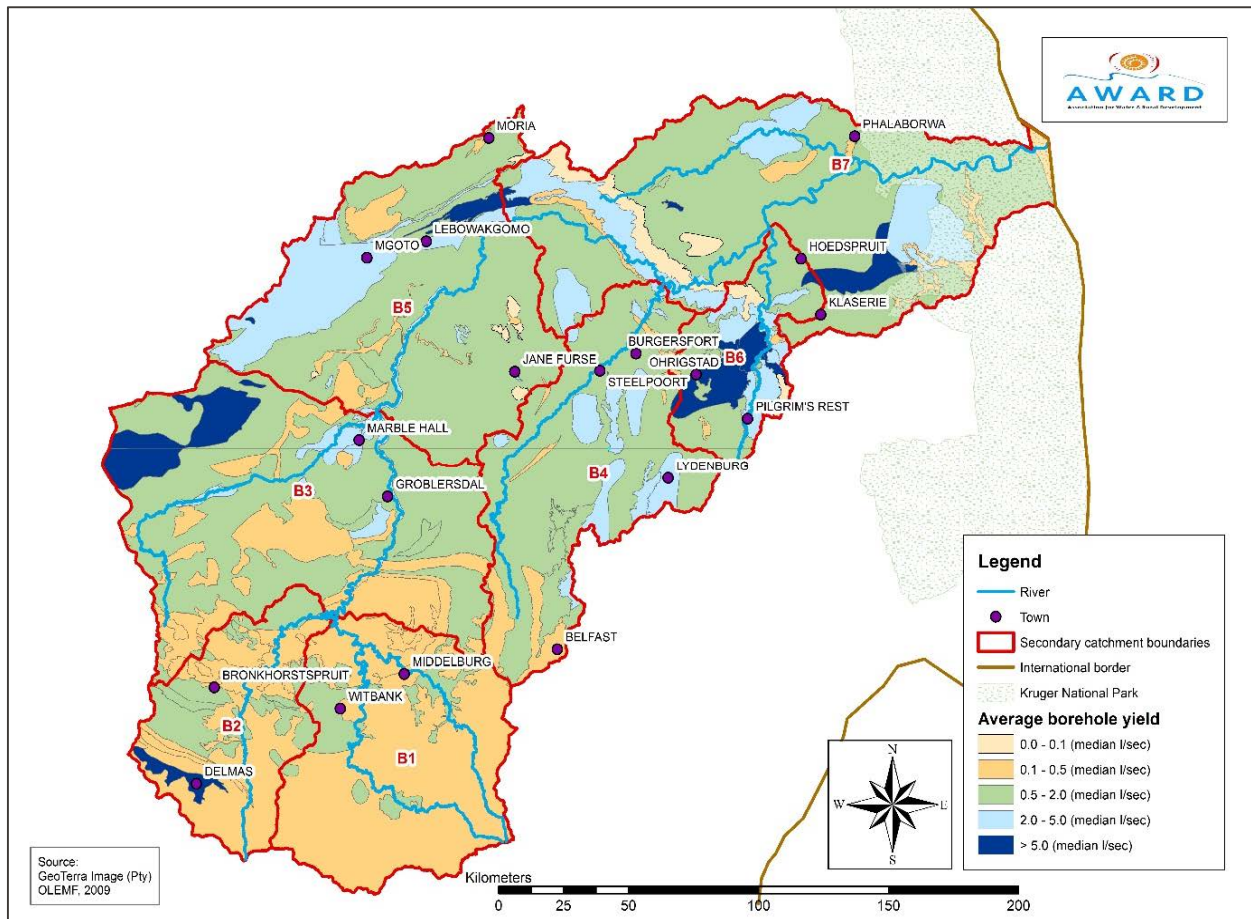 AWARD
Association for Water & Rural Development
MORIA
PHALABORWA
B7
LEBOWAKGOMO
MGOTO
HOEDSPRUIT
KLASERIE
B5
BURGERSFORT
OHRIGSTAD
B6
JANE FURSE
STEELPOORT
PILGRIM'S REST
MARBLE HALL
LYDENBURG
B4
B3
GROBLERSDAL
BELFAST
MIDDELBURG
BRONKHORSTSPRUIT
WITBANK
B2
B1
DELMAS
Legend
River
Town
Secondary catchment boundaries
International border
Kruger National Park
Average borehole yield
0.0 - 0.1 (median l/sec)
0.1 - 0.5 (median l/sec)
0.5 - 2.0 (median l/sec)
2.0 - 5.0 (median l/sec)
> 5.0 (median l/sec)
N
W E
S
Source:
GeoTerra Image (Pty)
OLEMF, 2009
Kilometers
0 25 50 100 150 200